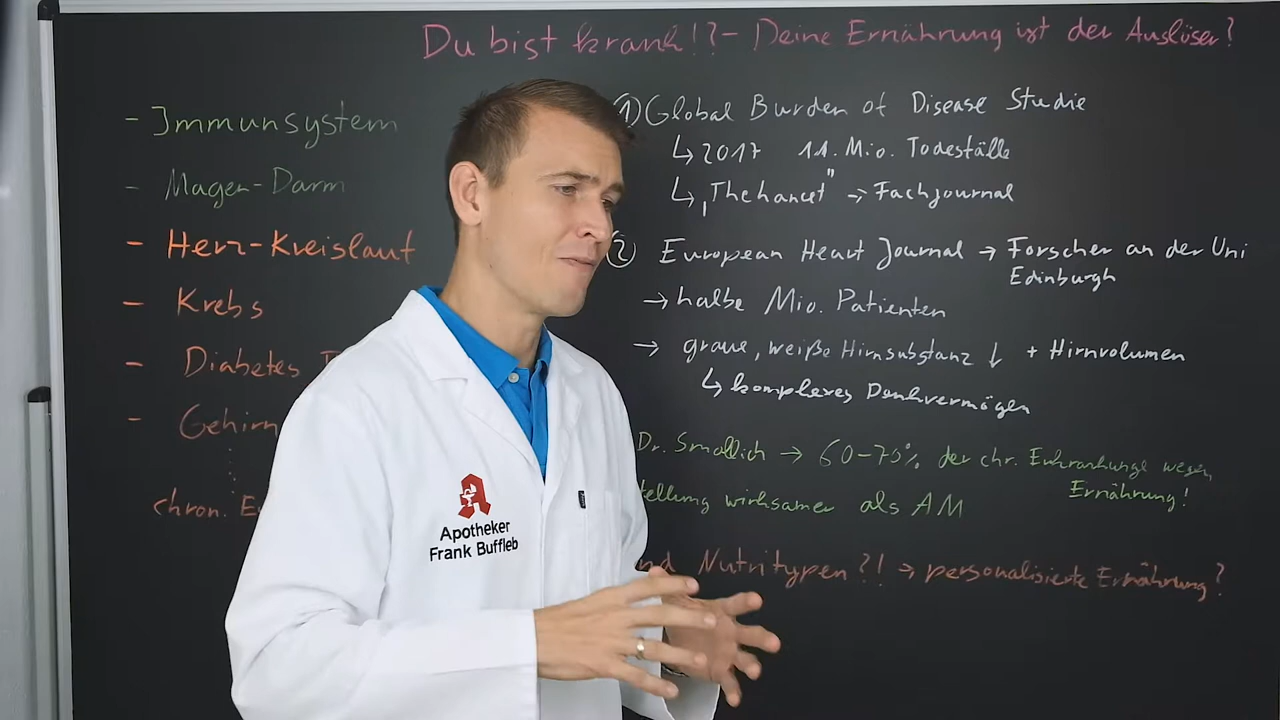 Du bist krank!?- Deine Ernährung ist der Auslöser?
- Immunsystem
- Magen-Darm
- Herz-Kreislauf
- Krebs
- Diabetes
- Gehirn
chron.
1) Global Burden of Disease Studie
↳ 2017 11. Mio. Todesfälle
↳ „The Lancet" → Fachjournal
2) European Heart Journal → Forscher an der Uni
Edinburgh
→ halbe Mio. Patienten
→ graue, weiße Hirnsubstanz ↓ + Hirnvolumen
↳ komplexes Denkvermögen
Dr. Smollich → 60-70% der chr. wegen
Ernährung!
tellung wirksamer als AM
nd Nutritypen?! → personalisierte Ernährung?
Apotheker
Frank Buffleb